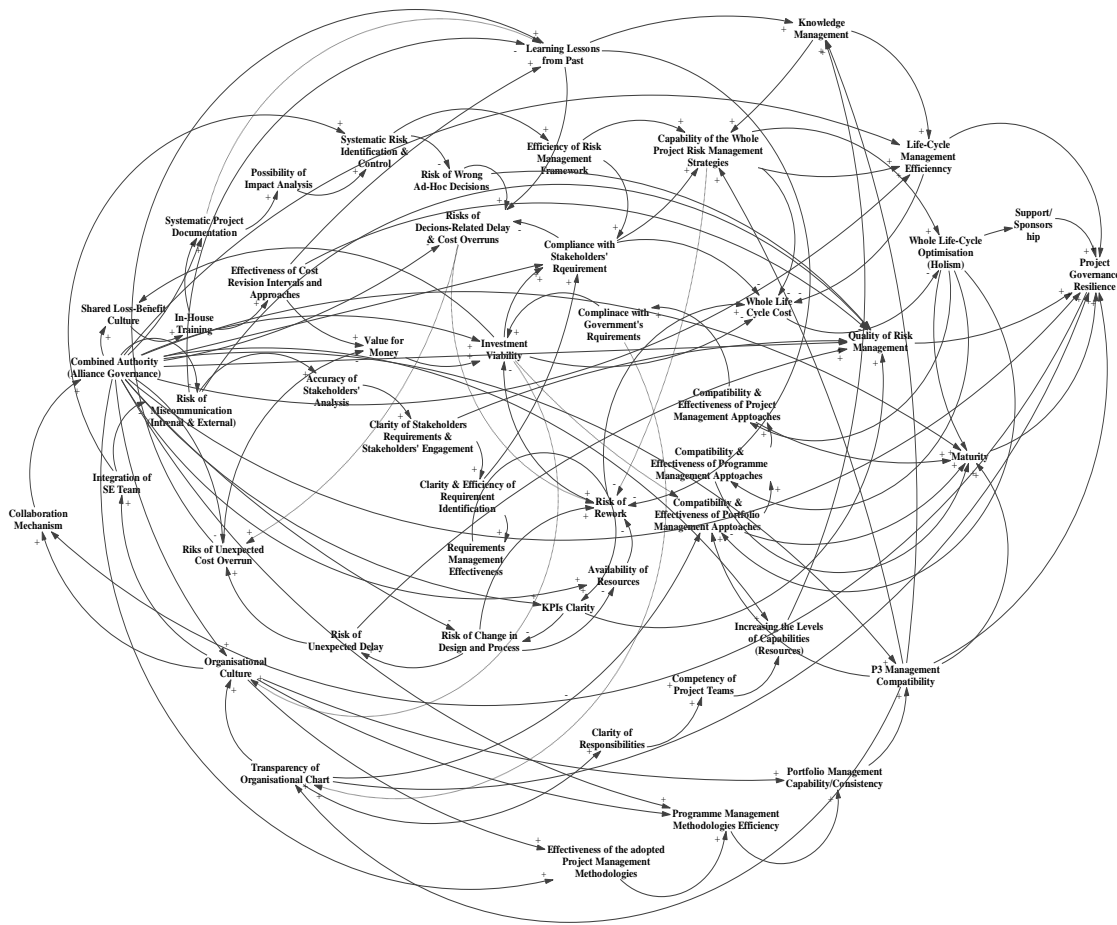 Learning Lessons
from Past
Knowledge
Management
Systematic Risk
Identification &
Control
Efficiency of Risk
Management
Framework
Capability of the Whole
Project Risk Management
Strategies
Life-Cycle
Management
Efficienncy
Possibility of
Impact Analysis
Risk of Wrong
Ad-Hoc Decisions
Systematic Project
Documentation
Risks of
Decions-Related Delay
& Cost Overruns
Compliance with
Stakeholders'
Rqeuirement
Whole Life-Cycle
Optimisation
(Holism)
Support/
Sponsors
hip
Project
Governance
Resilience
Effectiveness of Cost
Revision Intervals and
Approaches
Shared Loss-Benefit
Culture
In-House
Training
Complinace with
Government's
Rquirements
Whole Life
Cycle Cost
Combined Authority
(Alliance Governance)
Value for
Money
Investment
Viability
Quality of Risk
Management
Accuracy of
Stakeholders'
Analysis
Risk of
Miscommunication
(Intrenal & External)
Clarity of Stakeholders
Requirements &
Stakeholders' Engagement
Compatibility &
Effectiveness of Project
Management Apptoaches
Compatibility &
Effectiveness of Programme
Management Apptoaches
Maturity
Integration of
SE Team
Clarity & Efficiency of
Requirement
Identification
Risk of
Rework
Compatibility &
Effectiveness of Portfolio
Management Apptoaches
Collaboration
Mechanism
Riks of Unexpected
Cost Overrun
Requirements
Management
Effectiveness
Availability of
Resources
KPIs Clarity
Risk of
Unexpected Delay
Risk of Change in
Design and Process
Increasing the Levels
of Capabilities
(Resources)
Organisational
Culture
Competency of
Project Teams
P3 Management
Compatibility
Clarity of
Responsibilities
Transparency of
Organisational Chart
Portfolio Management
Capability/Consistency
Programme Management
Methodologies Efficiency
Effectiveness of the adopted
Project Management
Methodologies